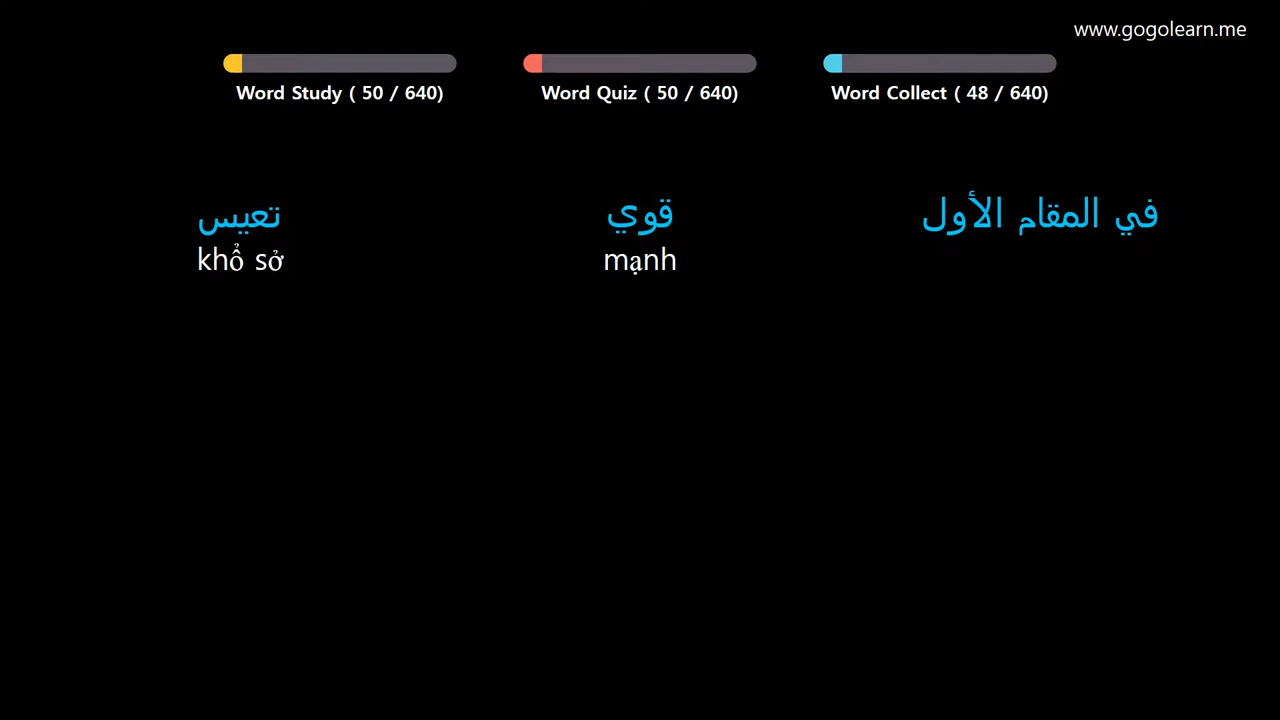 www.gogolearn.me
Word Study ( 50 / 640)
Word Quiz ( 50 / 640)
Word Collect ( 48 / 640)
تعيس
khổ sở
قوي
mạnh
في المقام الأول